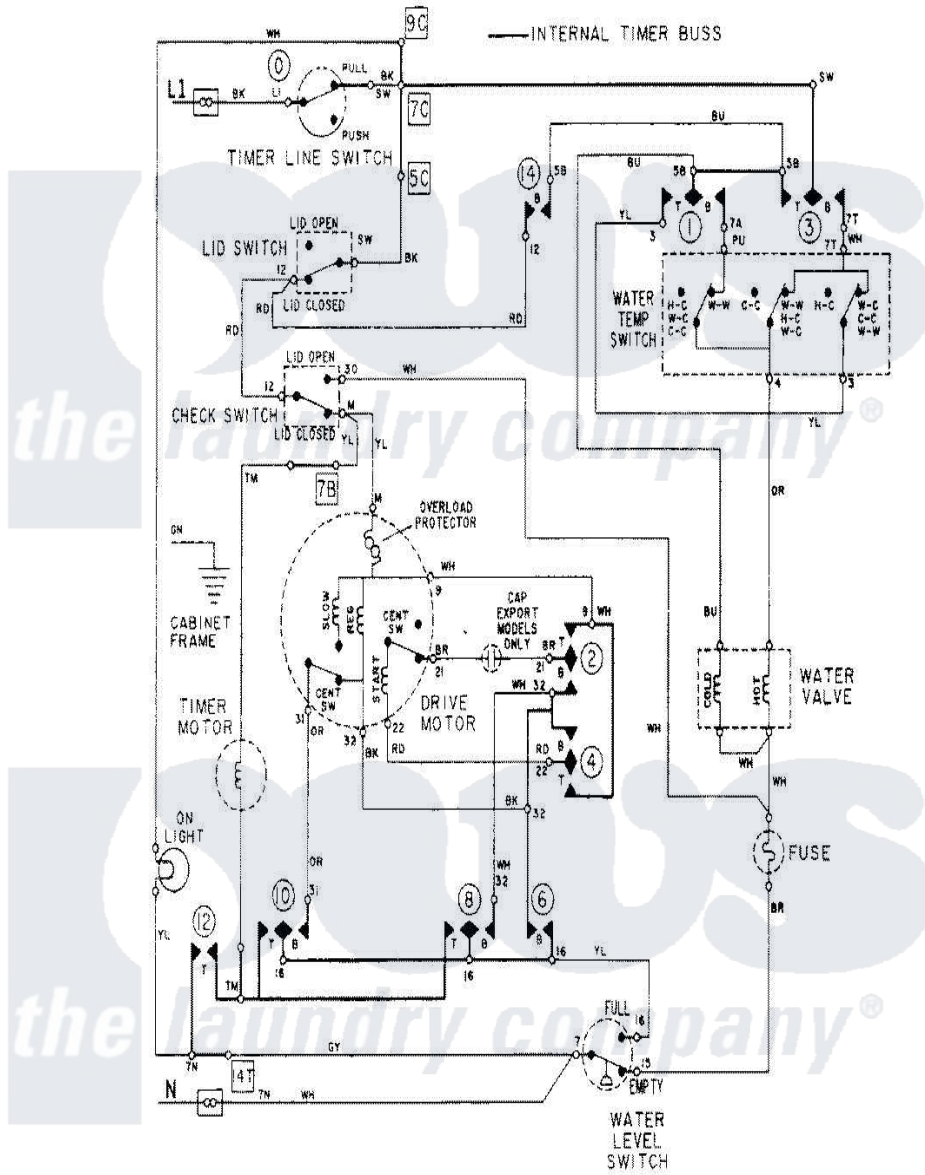 9C
WH
INTERNAL TIMER BUSS
0
PULL
BK
SW
SW
L1
BK
L1
7C
PUSH
BU
TIMER LINE SWITCH
5C
14
5B
BU
5B
5B
B
T
B
T
B
LID OPEN
YL
3
1
7A
3
7T
LID SWITCH
SW
12
PU
7T
WH
12
BK
LID CLOSED
RD
RD
WATER TEMP SWITCH
H-C
W-C
C-C
W-W
C-C
W-W
H-C
W-C
H-C
W-C
C-C
W-W
RD
LID OPEN
30
WH
4
3
12
CHECK SWITCH
M
LID CLOSED
YL
YL
YL
TM
7B
OR
M
OVERLOAD
PROTECTOR
GN
WH
9
CABINET
FRAME
SLOW
REG
CENT
SW
CAP
EXPORT
MODELS
ONLY
9
WH
BU
START
BR
21
BR
21
T
B
2
WH
32
COLD
HOT
WATER
VALVE
TIMER
MOTOR
CENT
SW
DRIVE
MOTOR
31
OR
32
BK
22
RD
RD
22
B
T
4
WH
WH
WH
BK
32
ON
LIGHT
FUSE
OR
31
WH
32
BR
YL
12
10
8
6
T
T
B
T
B
B
16
16
16
YL
TM
FULL
16
7N
14T
GY
7
15
EMPTY
N
7N
WH
WATER
LEVEL
SWITCH
ous
the laundry company®
ous
the laundry company®